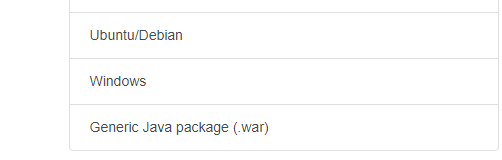 Ubuntu/Debian
Windows
Generic Java package (.war)